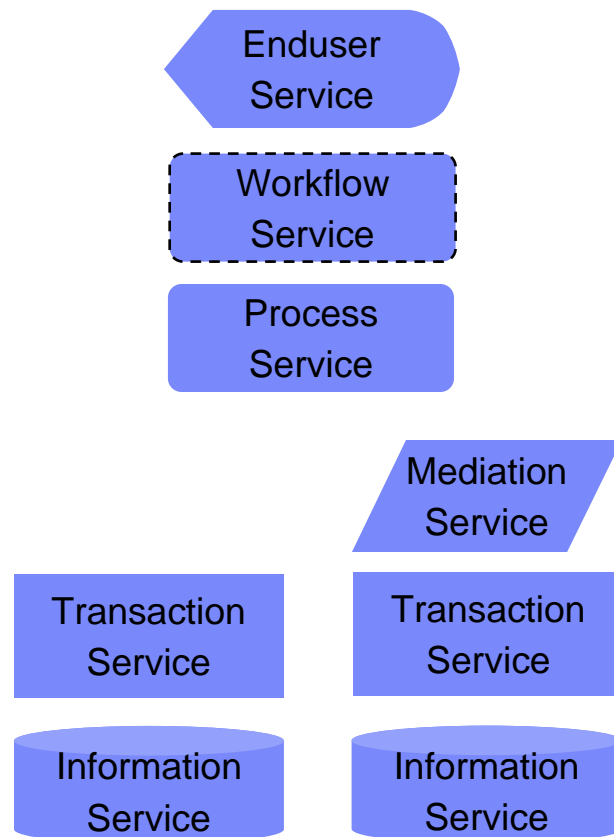 Enduser
Service
Workflow
Service
Process
Service
Mediation
Service
Transaction
Service
Transaction
Service
Information
Service
Information
Service